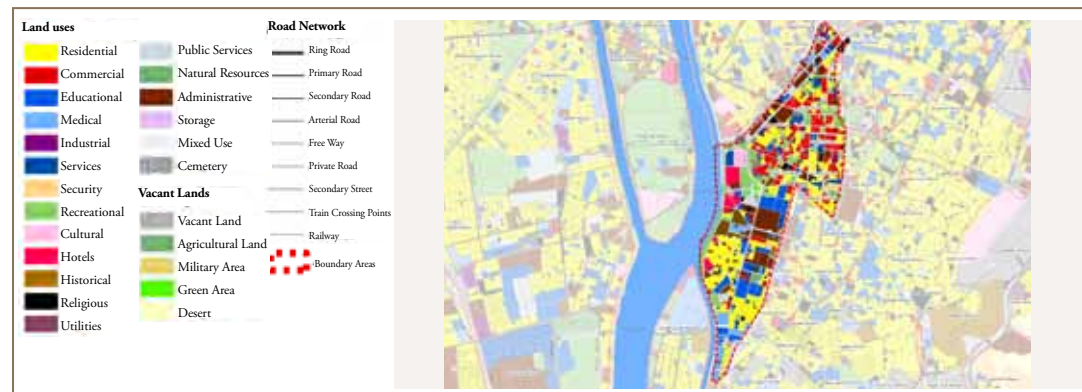 Land uses
Residential
Commercial
Educational
Medical
Industrial
Services
Security
Recreational
Cultural
Hotels
Historical
Religious
Utilities
Public Services
Natural Resources
Administrative
Storage
Mixed Use
Cemetery
Vacant Lands
Vacant Land
Agricultural Land
Military Area
Green Area
Desert
Road Network
Ring Road
Primary Road
Secondary Road
Arterial Road
Free Way
Private Road
Secondary Street
Train Crossing Points
Railway
Boundary Areas